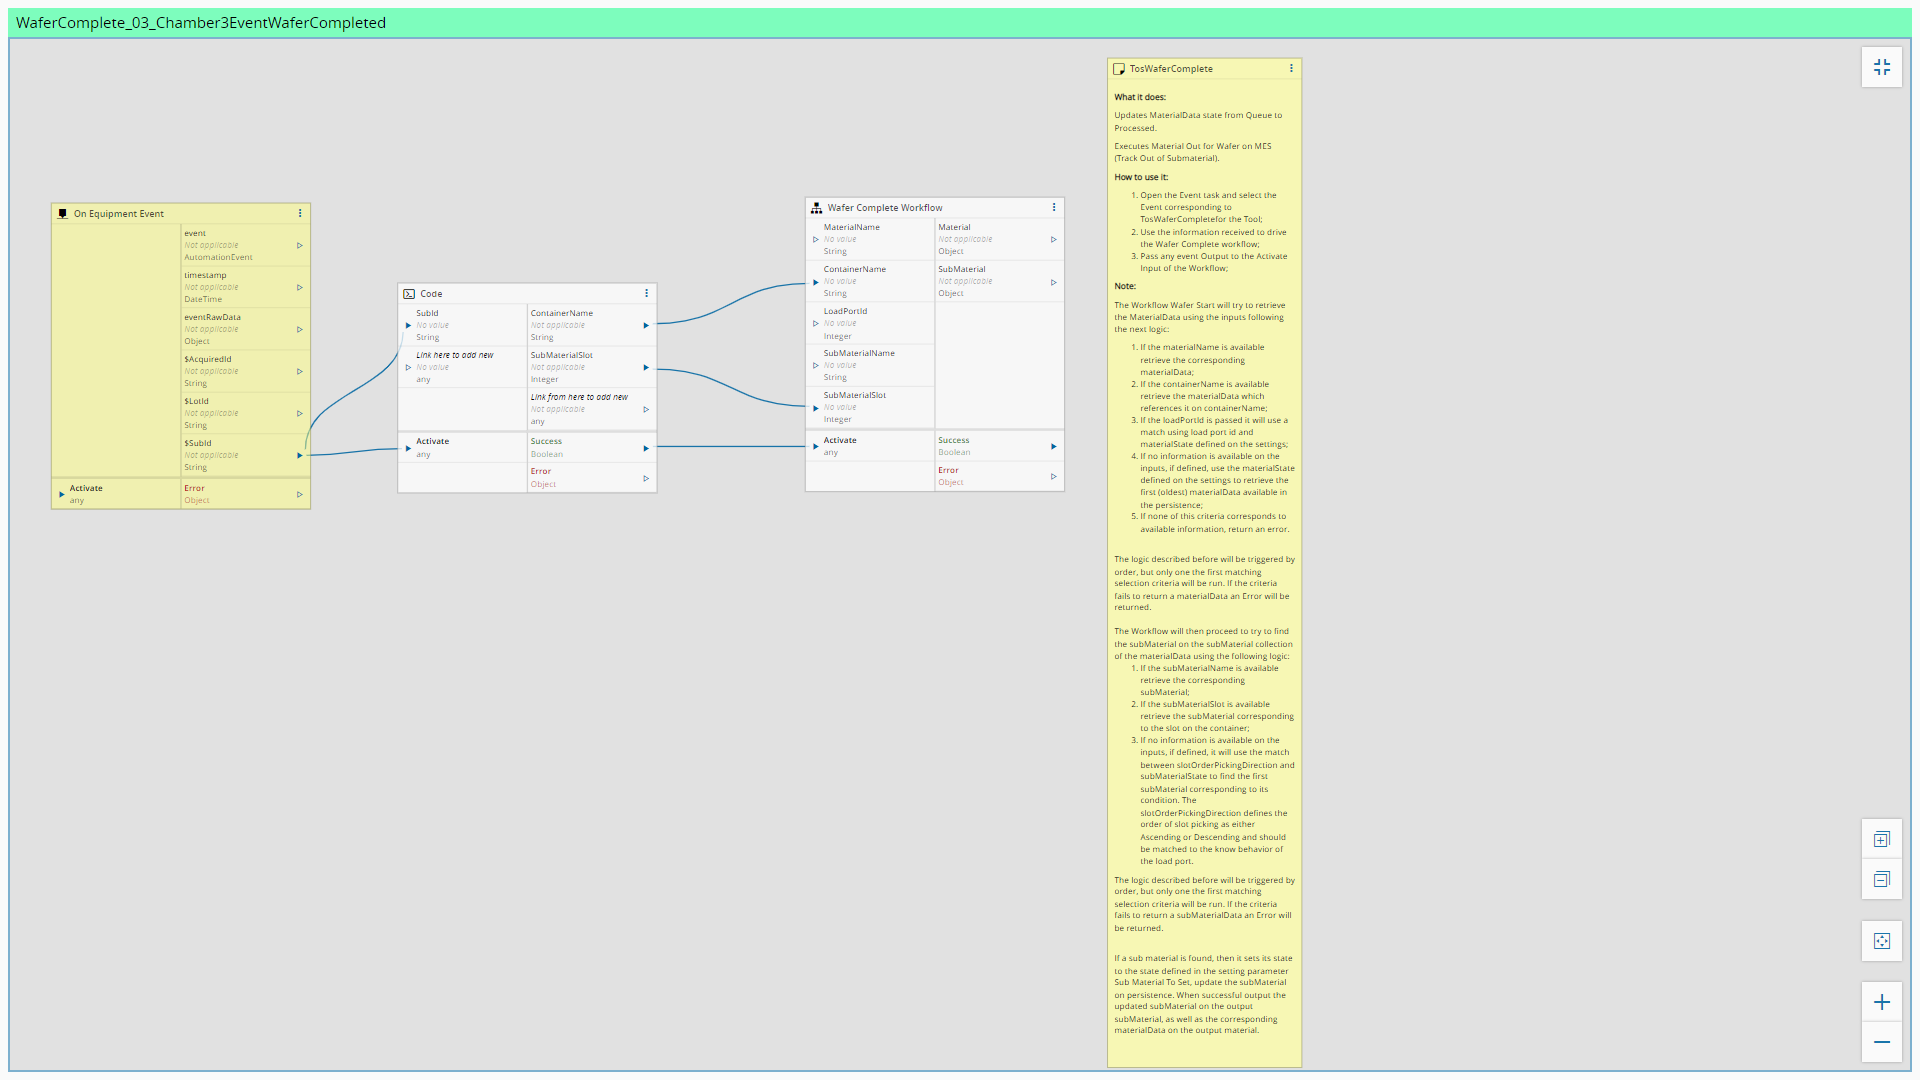 WaferComplete_03_Chamber3EventWaferCompleted
On Equipment Event
event
Not applicable
AutomationEvent
timestamp
Not applicable
DateTime
eventRawData
Not applicable
Object
$AcquiredId
Not applicable
String
$LotId
Not applicable
String
$SubId
Not applicable
String
Activate
any
Error
Object
Code
SubId
No value
String
Link here to add new
No value
any
ContainerName
Not applicable
String
SubMaterialSlot
Not applicable
Integer
Link from here to add new
Not applicable
any
Activate
any
Success
Boolean
Error
Object
Wafer Complete Workflow
MaterialName
No value
String
ContainerName
No value
String
LoadPortId
No value
Integer
SubMaterialName
No value
String
SubMaterialSlot
No value
Integer
Material
Not applicable
Object
SubMaterial
Not applicable
Object
Activate
any
Success
Boolean
Error
Object
TosWaferComplete
What it does:
Updates MaterialData state from Queue to
Processed.
Executes Material Out for Wafer on MES
(Track Out of Submaterial).
How to use it:
1. Open the Event task and select the
Event corresponding to
TosWaferCompletefor the Tool;
2. Use the information received to drive
the Wafer Complete workflow;
3. Pass any event Output to the Activate
Input of the Workflow;
Note:
The Workflow Wafer Start will try to retrieve
the MaterialData using the inputs following
the next logic:
1. If the materialName is available
retrieve the corresponding
materialData;
2. If the containerName is available
retrieve the materialData which
references it on containerName;
3. If the loadPortId is passed it will use a
match using load port id and
materialState defined on the settings;
4. If no information is available on the
inputs, if defined, use the materialState
defined on the settings to retrieve the
first (oldest) materialData available in
the persistence;
5. If none of this criteria corresponds to
available information, return an error.
The logic described before will be triggered by
order, but only one the first matching
selection criteria will be run. If the criteria
fails to return a materialData an Error will be
returned.
The Workflow will then proceed to try to find
the subMaterial on the subMaterial collection
of the materialData using the following logic:
1. If the subMaterialName is available
retrieve the corresponding
subMaterial;
2. If the subMaterialSlot is available
retrieve the subMaterial corresponding
to the slot on the container;
3. If no information is available on the
inputs, if defined, it will use the match
between slotOrderPickingDirection and
subMaterialState to find the first
subMaterial corresponding to its
condition. The
slotOrderPickingDirection defines the
order of slot picking as either
Ascending or Descending and should
be matched to the know behavior of
the load port.
The logic described before will be triggered by
order, but only one the first matching
selection criteria will be run. If the criteria
fails to return a subMaterialData an Error will
be returned.
If a sub material is found, then it sets its state
to the state defined in the setting parameter
Sub Material To Set, update the subMaterial
on persistence. When successful output the
updated subMaterial on the output
subMaterial, as well as the corresponding
materialData on the output material.